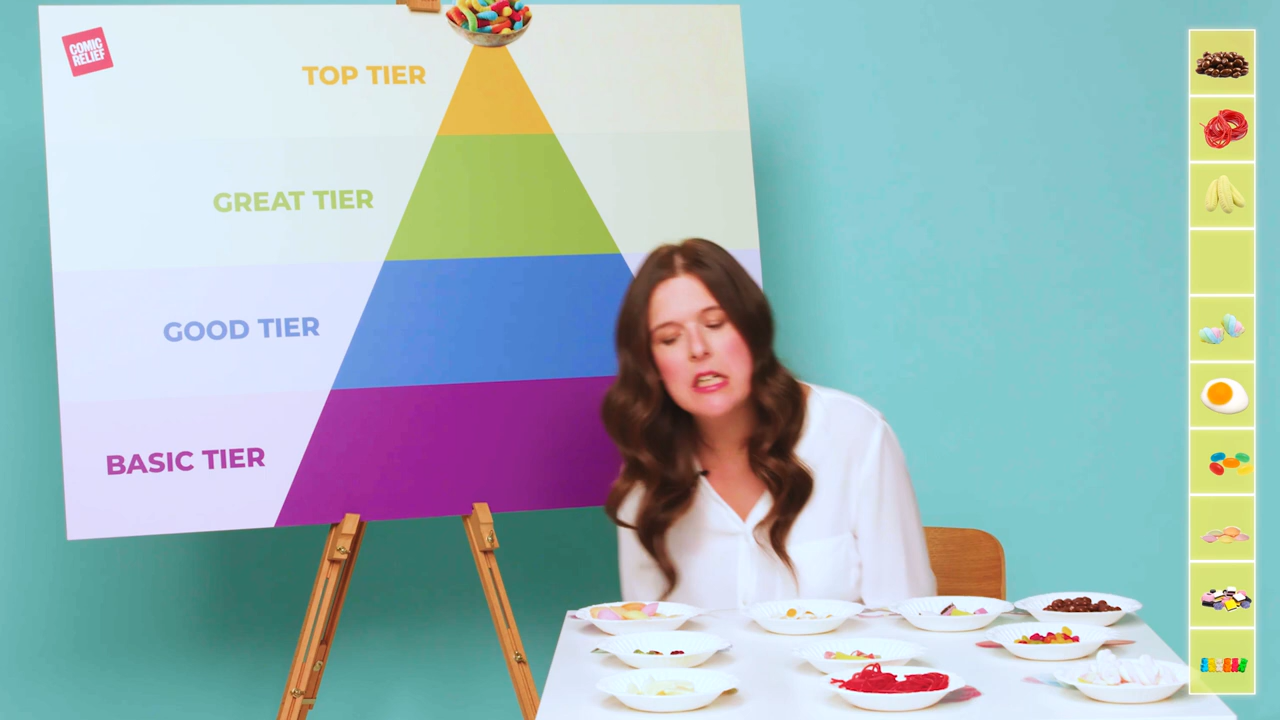 COMIC
RELIEF
TOP TIER
GREAT TIER
GOOD TIER
BASIC TIER